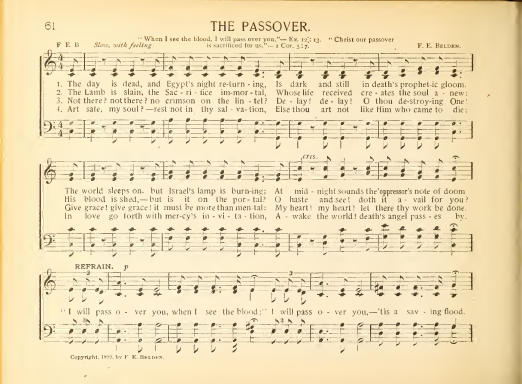 61
THE PASSOVER.
"When I see the blood, I will pass over you,"— Ex. 12: 13. "Christ our passover
F E B Slow, with feeling is sacrificed for us,"— 1 Cor. 5:7. F. E. BELDEN.
1. The day is dead, and Egypt's night re-turn-ing, Is dark and still in death's prophet-ic gloom.
2. The Lamb is slain, the Sac-ri-fice im-mor-tal, Whose life received cre-ates the soul a-new:
3. Not there? not there? no crimson on the lin-tel? De-lay! de-lay! O thou de-stroy-ing One!
4. Art safe, my soul?—rest not in thy sal-va-tion, Else thou art not like Him who came to die;
cres.
The world sleeps on, but Israel's lamp is burn-ing; At mid-night sounds the oppressor's note of doom
His blood is shed,—but is it on the por-tal? O haste and see! doth it a-vail for you?
Give grace! give grace! it must be more than men-tal: My heart! my heart! let there thy work be done.
In love go forth with mer-cy's in-vi-ta-tion, A-wake the world! death's angel pass-es by.
REFRAIN. p
3
3
"I will pass o-ver you, when I see the blood;" I will pass o-ver you,—'tis a sav-ing flood.
Copyright, by F. E. BELDEN.